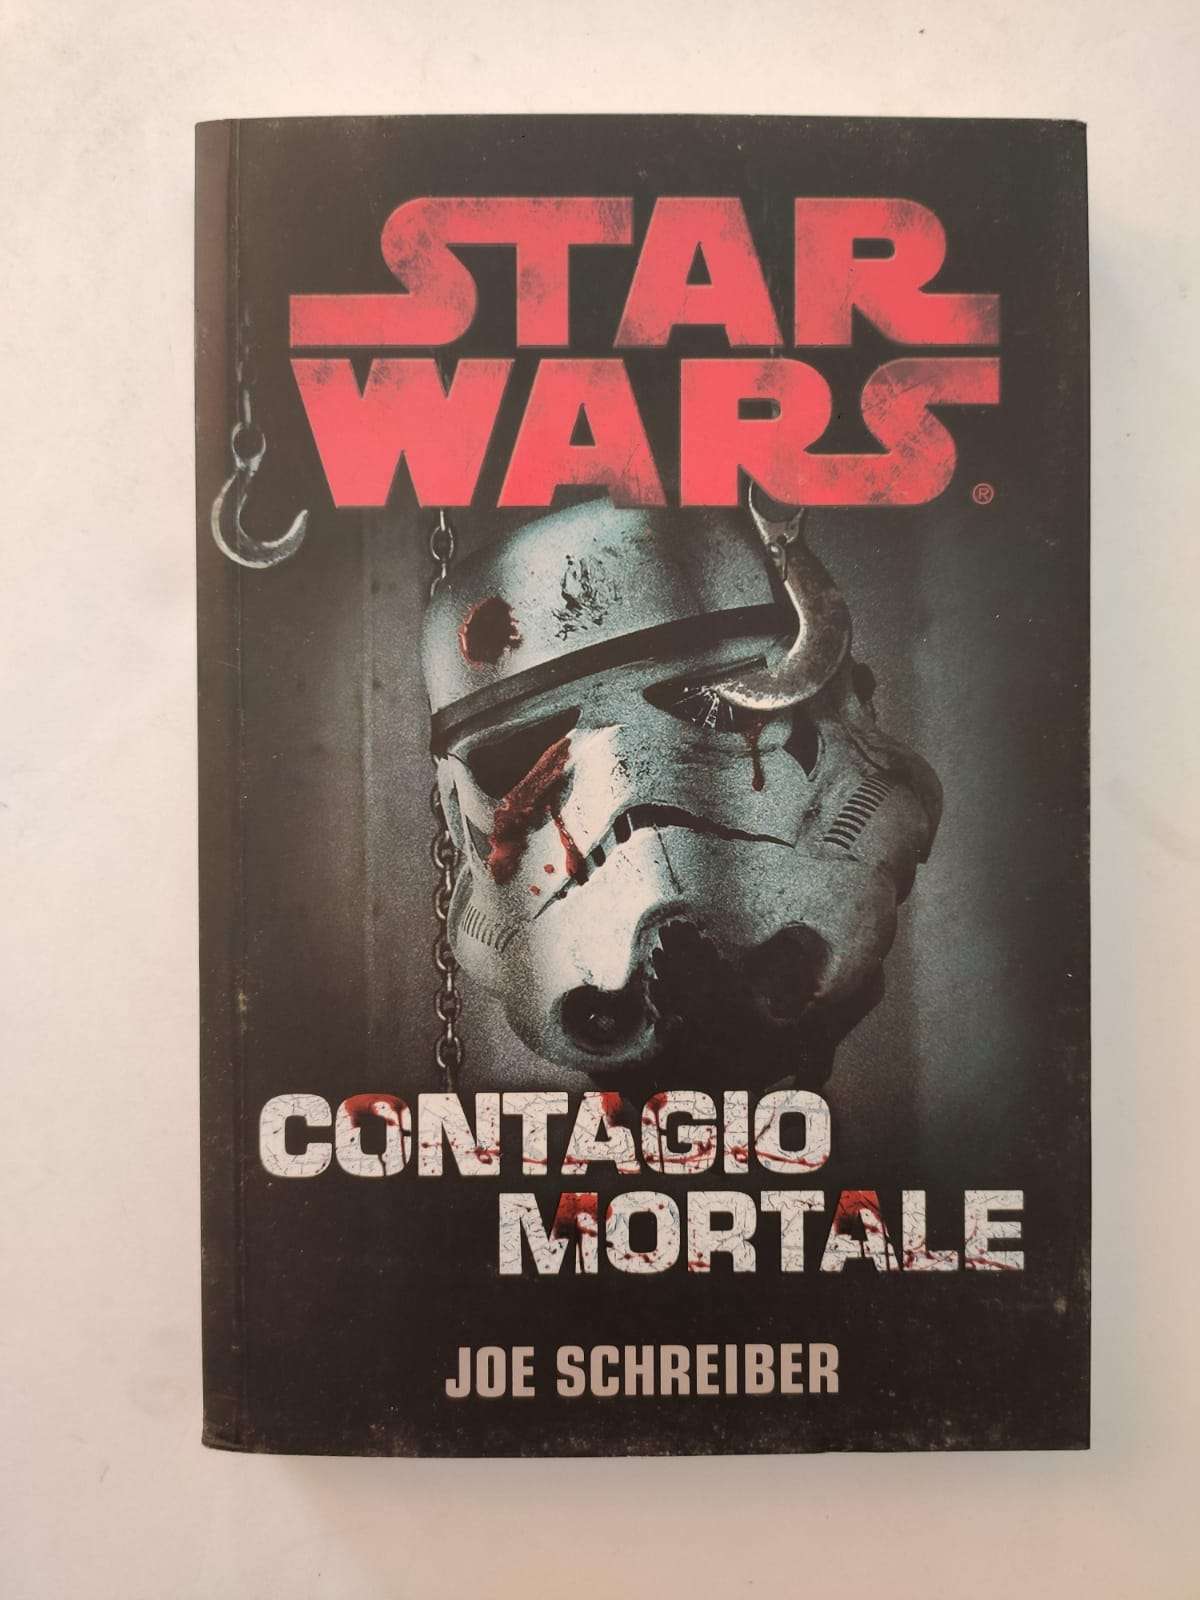 STAR
WARS®
CONTAGIO
MORTALE
JOE SCHREIBER